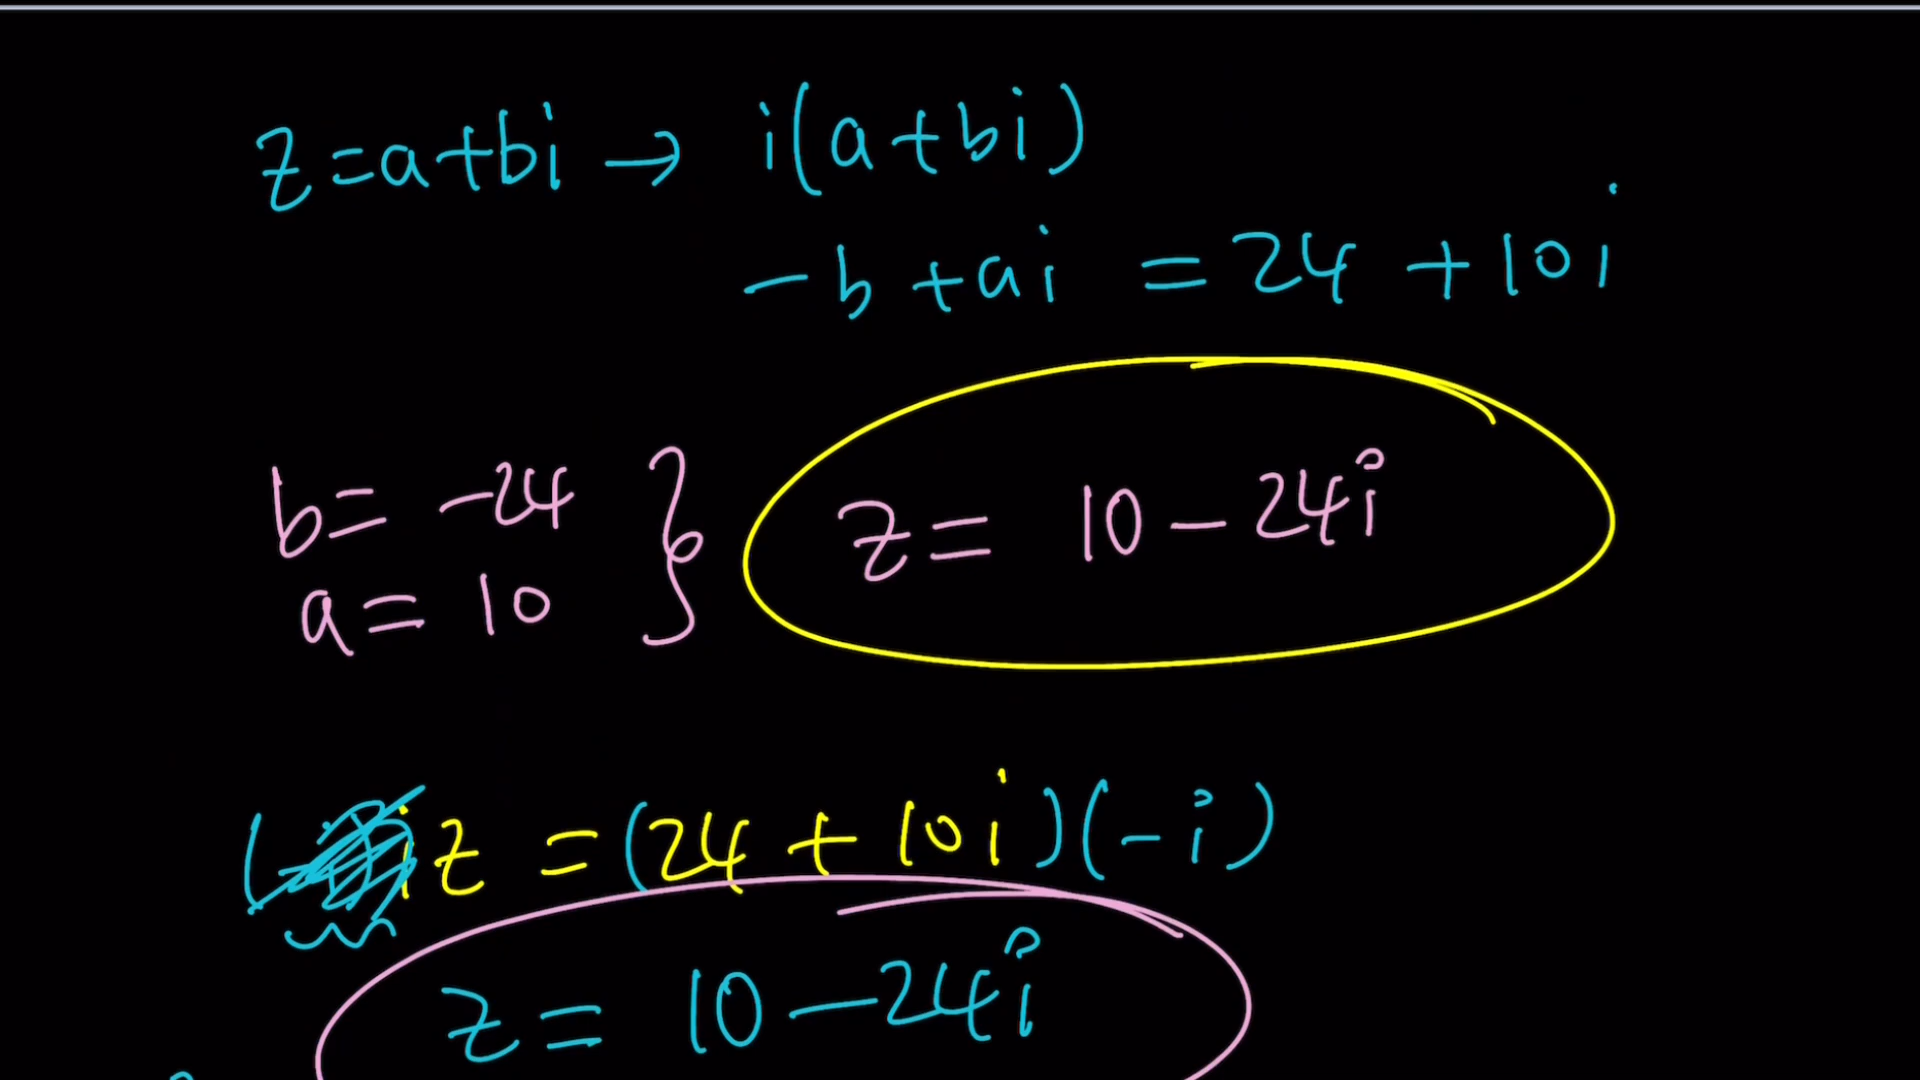 z=a+bi → i(a+bi)
-b+ai = 24 + 10i
b= -24
a= 10
} z= 10-24i
iz = (24 + 10i)(-i)
z= 10-24i